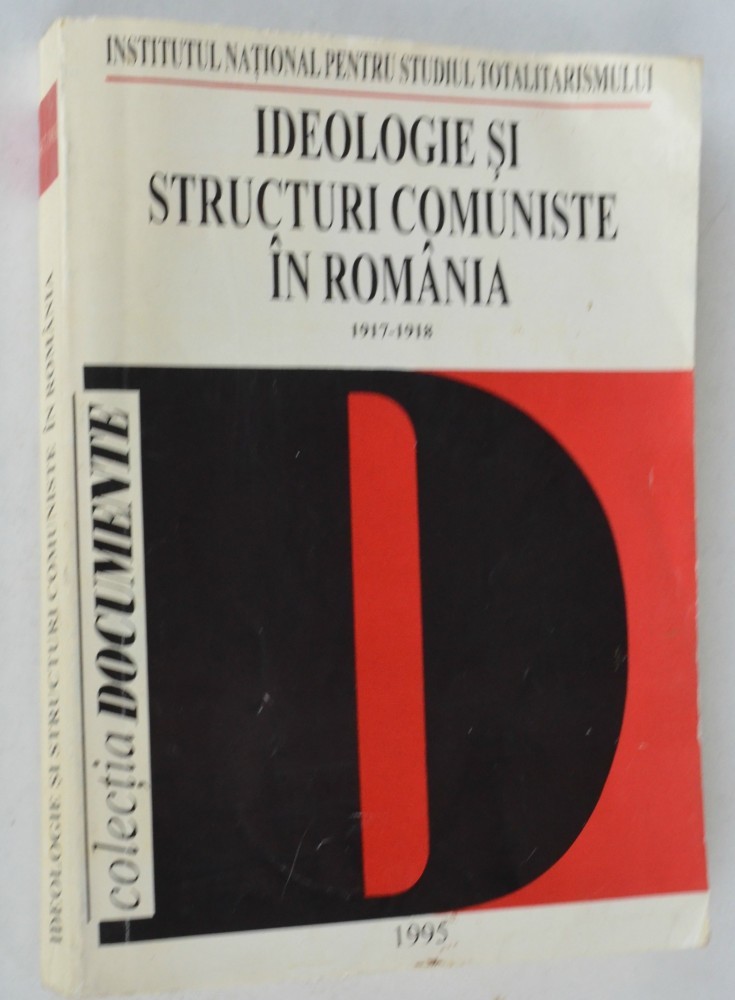 INSTITUTUL NAȚIONAL PENTRU STUDIUL TOTALITARISMULUI
IDEOLOGIE ȘI
STRUCTURI COMUNISTE
ÎN ROMÂNIA
1917-1918
colecția DOCUMENTE
D
1995
IDEOLOGIE ȘI STRUCTURI COMUNISTE ÎN ROMÂNIA